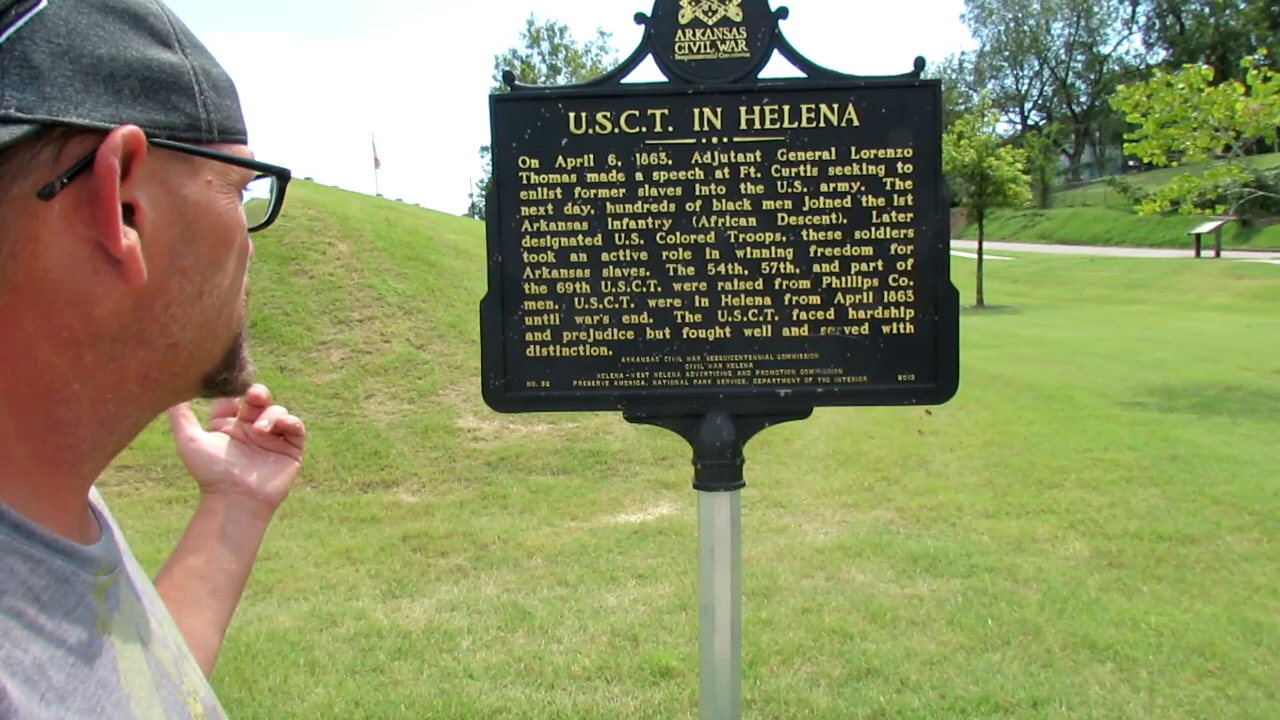 ARKANSAS
CIVIL WAR
Sesquicentennial Commission
U.S.C.T. IN HELENA
On April 6, 1863, Adjutant General Lorenzo
Thomas made a speech at Ft. Curtis seeking to
enlist former slaves into the U.S. army. The
next day, hundreds of black men joined the 1st
Arkansas Infantry (African Descent). Later
designated U.S. Colored Troops, these soldiers
took an active role in winning freedom for
Arkansas slaves. The 54th, 57th, and part of
the 69th U.S.C.T. were raised from Phillips Co.
men. U.S.C.T. were in Helena from April 1863
until war's end. The U.S.C.T. faced hardship
and prejudice but fought well and served with
distinction.
ARKANSAS CIVIL WAR SESQUICENTENNIAL COMMISSION
CIVIL WAR HELENA
HELENA-WEST HELENA ADVERTIZING AND PROMOTION COMMISSION
NO. 32 PRESERVE AMERICA, NATIONAL PARK SERVICE, DEPARTMENT OF THE INTERIOR 2013